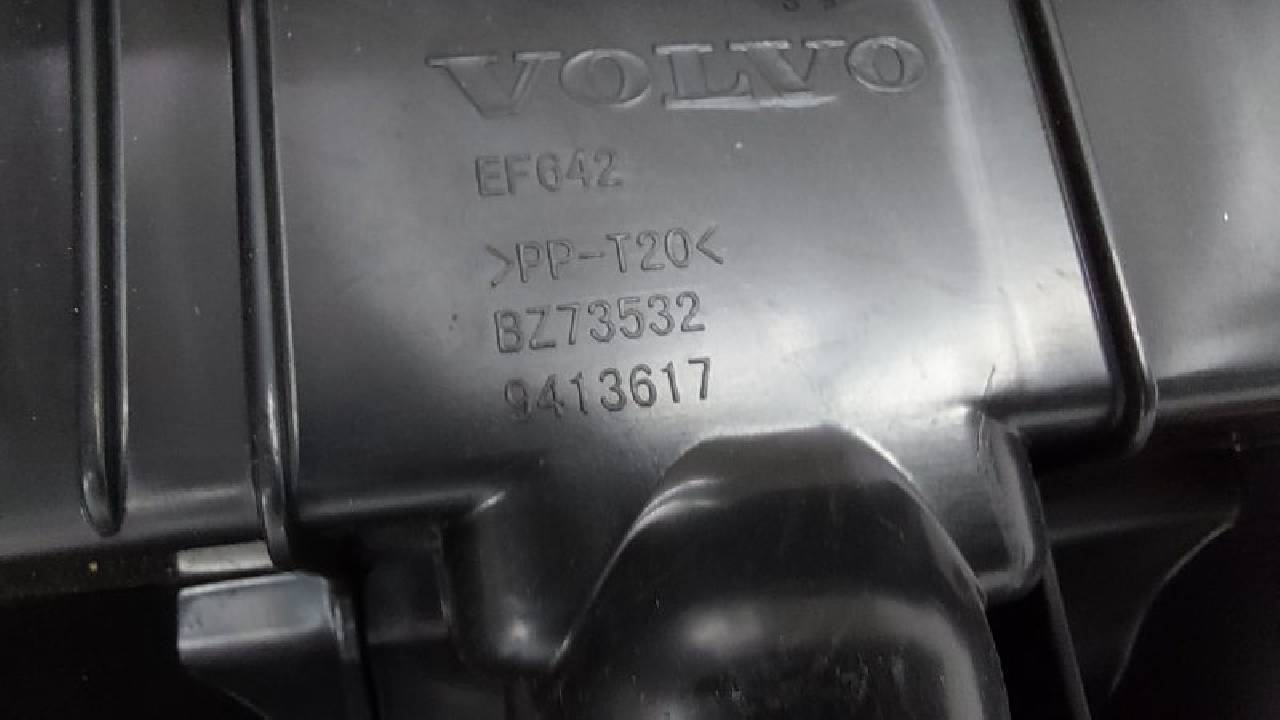 VOLVO
EF642
>PP-T20<
BZ73532
9413617